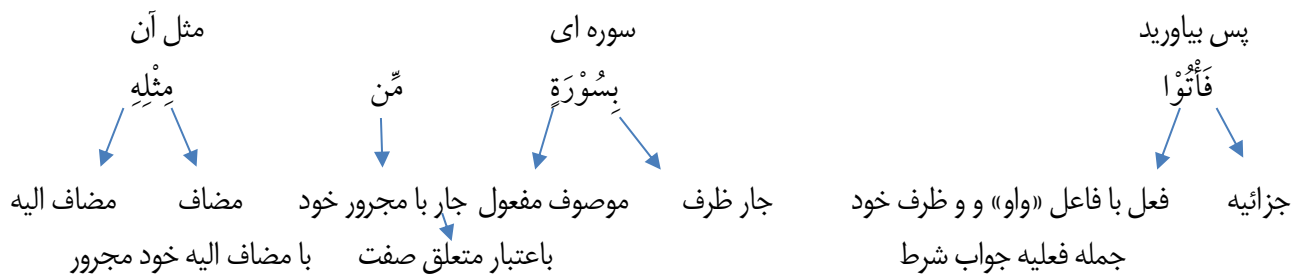 پس بیاورید سوره ای مثل آن
فَأْتُوْا بِسُوْرَةٍ مِّن مِثْلِهِ
جزائیه فعل با فاعل «واو» و و ظرف خود جار ظرف موصوف مفعول جار با مجرور خود مضاف مضاف الیه
جمله فعلیه جواب شرط باعتبار متعلق صفت با مضاف الیه خود مجرور